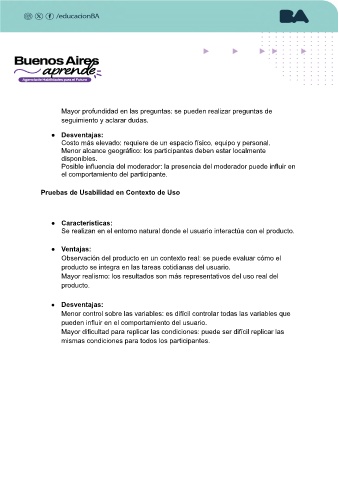 /educacionBA
BA
Buenos Aires
aprende
Agencia de Habilidades para el Futuro
Mayor profundidad en las preguntas: se pueden realizar preguntas de
seguimiento y aclarar dudas.
● Desventajas:
Costo más elevado: requiere de un espacio físico, equipo y personal.
Menor alcance geográfico: los participantes deben estar localmente
disponibles.
Posible influencia del moderador: la presencia del moderador puede influir en
el comportamiento del participante.
Pruebas de Usabilidad en Contexto de Uso
● Características:
Se realizan en el entorno natural donde el usuario interactúa con el producto.
● Ventajas:
Observación del producto en un contexto real: se puede evaluar cómo el
producto se integra en las tareas cotidianas del usuario.
Mayor realismo: los resultados son más representativos del uso real del
producto.
● Desventajas:
Menor control sobre las variables: es difícil controlar todas las variables que
pueden influir en el comportamiento del usuario.
Mayor dificultad para replicar las condiciones: puede ser difícil replicar las
mismas condiciones para todos los participantes.